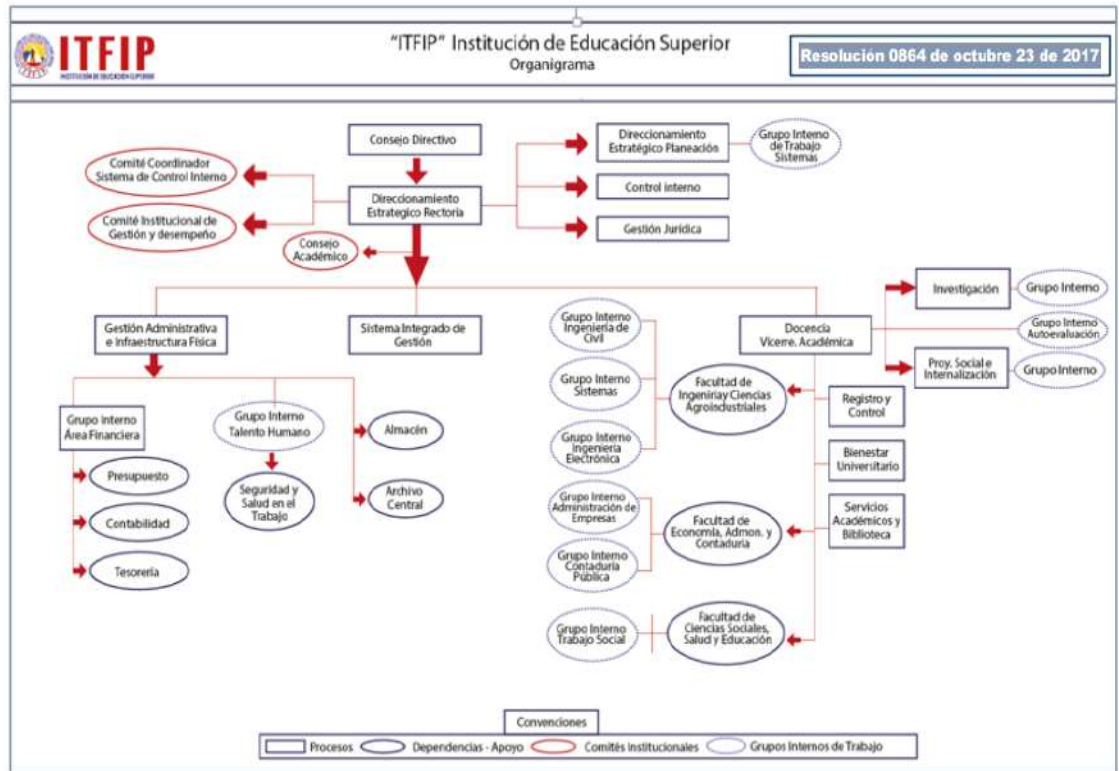 ITFIP
INSTITUCIÓN DE EDUCACIÓN SUPERIOR
"ITFIP" Institución de Educación Superior
Organigrama
Resolución 0864 de octubre 23 de 2017
Consejo Directivo
Direccionamiento
Estratégico Planeación
Grupo Interno
de Trabajo
Sistemas
Comité Coordinador
Sistema de Control Interno
Control interno
Direccionamiento
Estrategico Rectoria
Comité Institucional de
Gestión y desempeño
Gestión Jurídica
Consejo
Académico
Investigación
Grupo Interno
Gestión Administrativa
e Infraestructura Física
Sistema Integrado de
Gestión
Grupo Interno
Ingeniería de
Civil
Docencia
Vicerre. Académica
Grupo Interno
Autoevaluación
Proy. Social e
Internalización
Grupo Interno
Grupo Interno
Sistemas
Facultad de
Ingeniria y Ciencias
Agroindustriales
Registro y
Control
Grupo interno
Área Financiera
Grupo Interno
Talento Humano
Almacén
Grupo Interno
Ingeniería
Electrónica
Bienestar
Universitario
Presupuesto
Seguridad y
Salud en el
Trabajo
Archivo
Central
Grupo Interno
Administración de
Empresas
Servicios
Académicos y
Biblioteca
Contabilidad
Facultad de
Economía, Admon. y
Contaduría
Grupo Interno
Contaduría
Pública
Tesorería
Grupo Interno
Trabajo Social
Facultad de
Ciencias Sociales,
Salud y Educación
Convenciones
Procesos
Dependencias - Apoyo
Comités institucionales
Grupos Internos de Trabajo